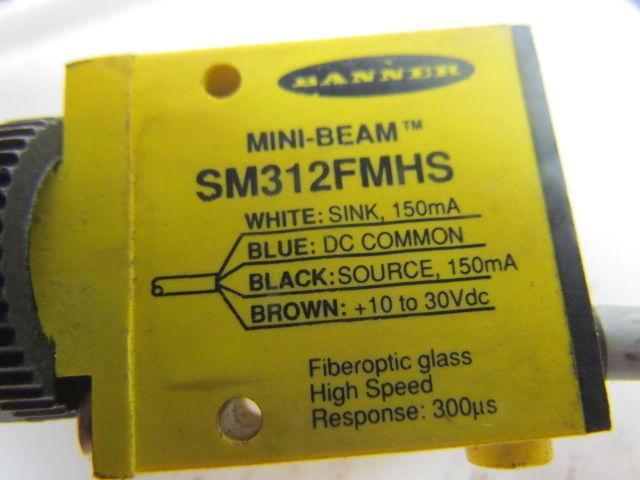 BANNER
MINI-BEAM™
SM312FMHS
WHITE: SINK, 150mA
BLUE: DC COMMON
BLACK: SOURCE, 150mA
BROWN: +10 to 30Vdc
Fiberoptic glass
High Speed
Response: 300µs